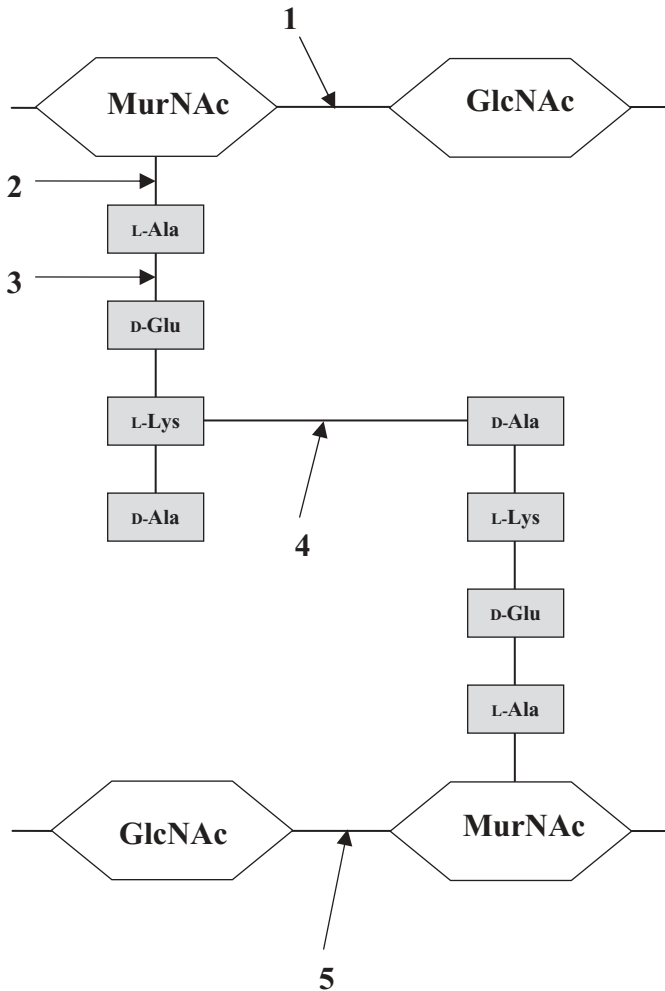 1
MurNAc
GlcNAc
2
L-Ala
3
D-Glu
L-Lys
D-Ala
D-Ala
4
L-Lys
D-Glu
L-Ala
GlcNAc
MurNAc
5